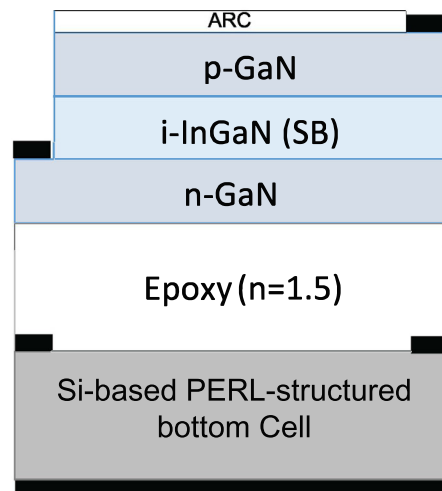 ARC
p-GaN
i-InGaN (SB)
n-GaN
Epoxy (n=1.5)
Si-based PERL-structured
bottom Cell